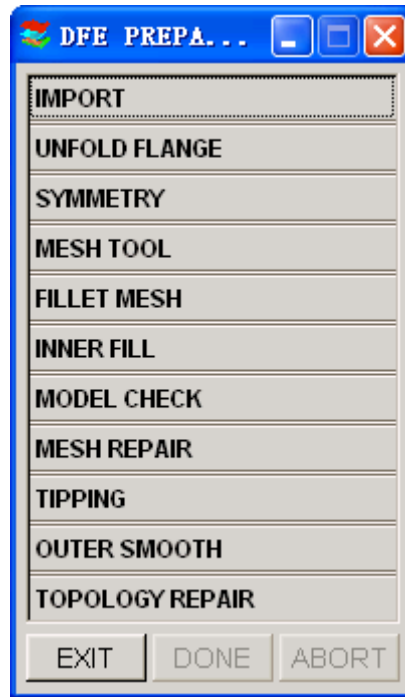 DFE PREPA...
IMPORT
UNFOLD FLANGE
SYMMETRY
MESH TOOL
FILLET MESH
INNER FILL
MODEL CHECK
MESH REPAIR
TIPPING
OUTER SMOOTH
TOPOLOGY REPAIR
EXIT DONE ABORT